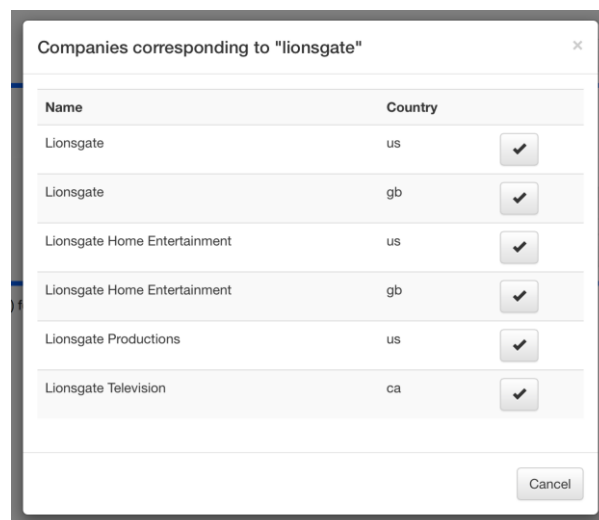 Companies corresponding to "lionsgate" ×
Name Country
Lionsgate us
Lionsgate gb
Lionsgate Home Entertainment us
Lionsgate Home Entertainment gb
) f
Lionsgate Productions us
Lionsgate Television ca
Cancel